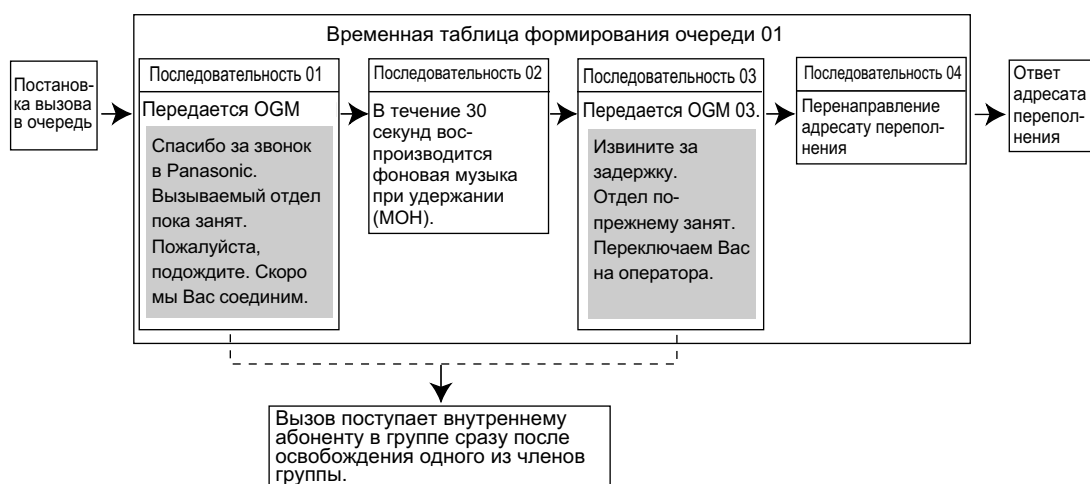 Временная таблица формирования очереди 01
Постанов-
ка вызова
в очередь
Последовательность 01
Передается OGM
Спасибо за звонок
в Panasonic.
Вызываемый отдел
пока занят.
Пожалуйста,
подождите. Скоро
мы Вас соединим.
Последовательность 02
В течение 30
секунд вос-
производится
фоновая музыка
при удержании
(MOH).
Последовательность 03
Передается OGM 03.
Извините за
задержку.
Отдел по-
прежнему занят.
Переключаем Вас
на оператора.
Последовательность 04
Перенаправление
адресату перепол-
нения
Ответ
адресата
перепол-
нения
Вызов поступает внутреннему
абоненту в группе сразу после
освобождения одного из членов
группы.